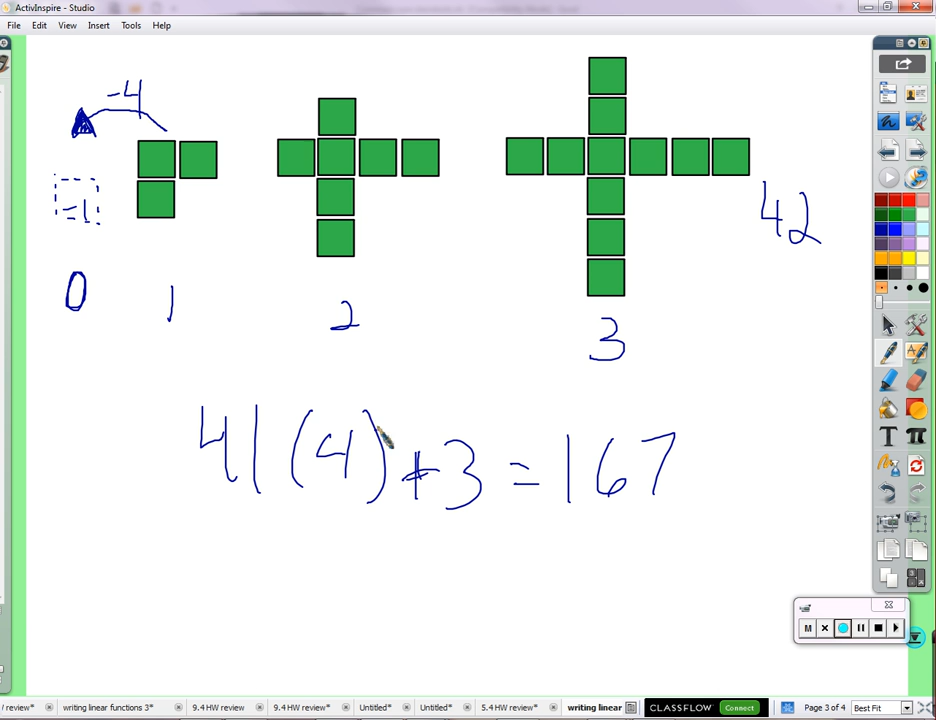 ActivInspire - Studio
File Edit View Insert Tools Help
-4
-1
42
0 1 2 3
41(4)+3=167
M
/ review* writing linear functions 3* 9.4 HW review 9.4 HW review* Untitled* Untitled* 5.4 HW review* writing linear CLASSFLOW Connect Page 3 of 4 Best Fit